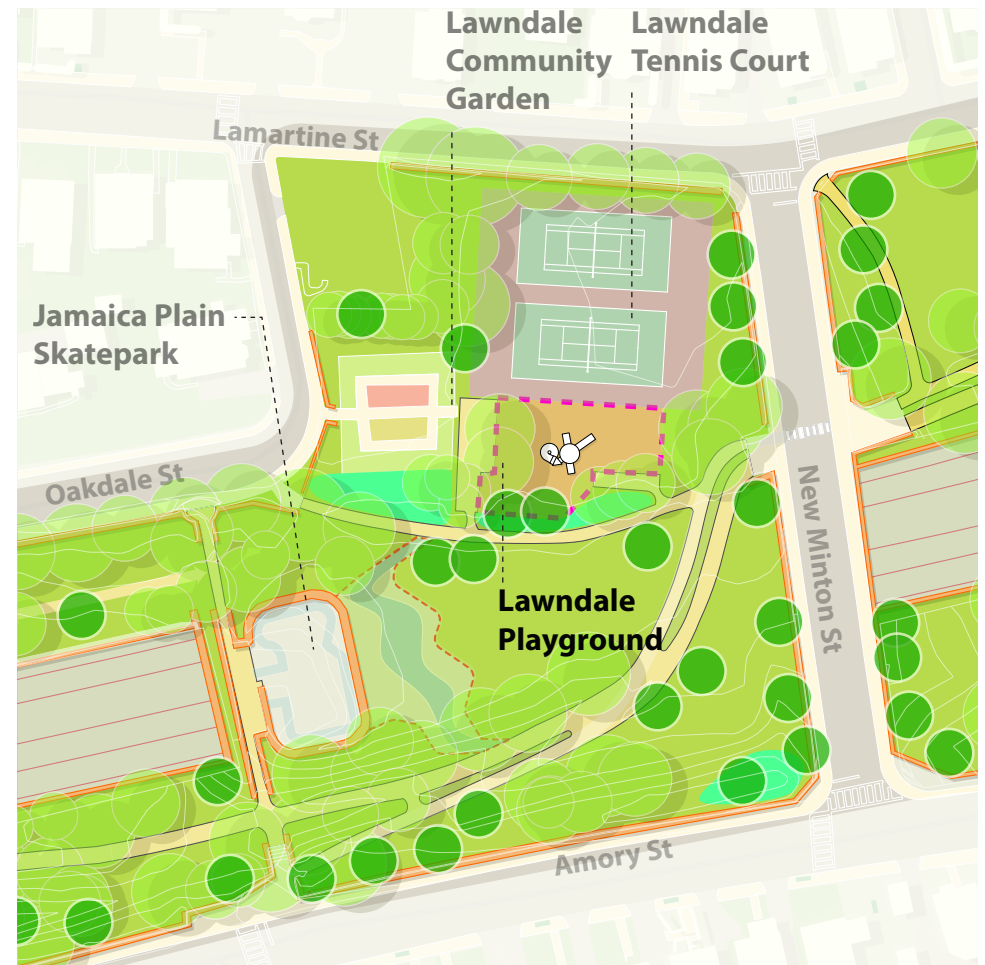 Lawndale
Community
Garden
Lawndale
Tennis Court
Lamartine St
Jamaica Plain
Skatepark
Oakdale St
New Minton St
Lawndale
Playground
Amory St